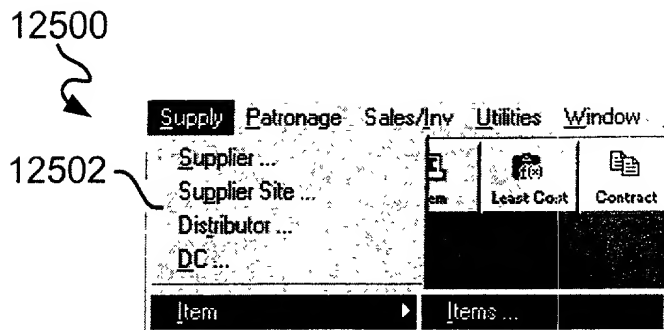 12500
Supply Patronage Sales/Inv Utilities Window
12502
Supplier ...
Supplier Site ...
Distributor ...
DC ...
Least Cost Contract
Item Items ...